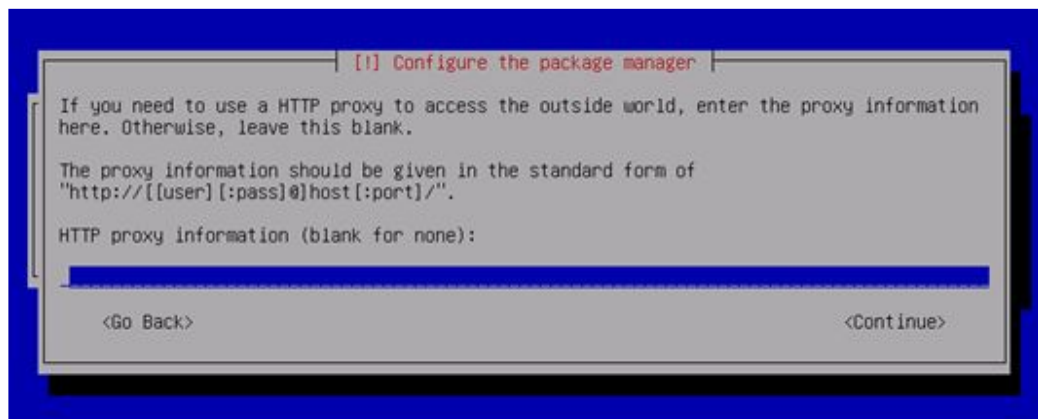 [!] Configure the package manager
If you need to use a HTTP proxy to access the outside world, enter the proxy information
here. Otherwise, leave this blank.
The proxy information should be given in the standard form of
"http://[[user][:pass]@]host[:port]/".
HTTP proxy information (blank for none):
<Go Back>
<Continue>